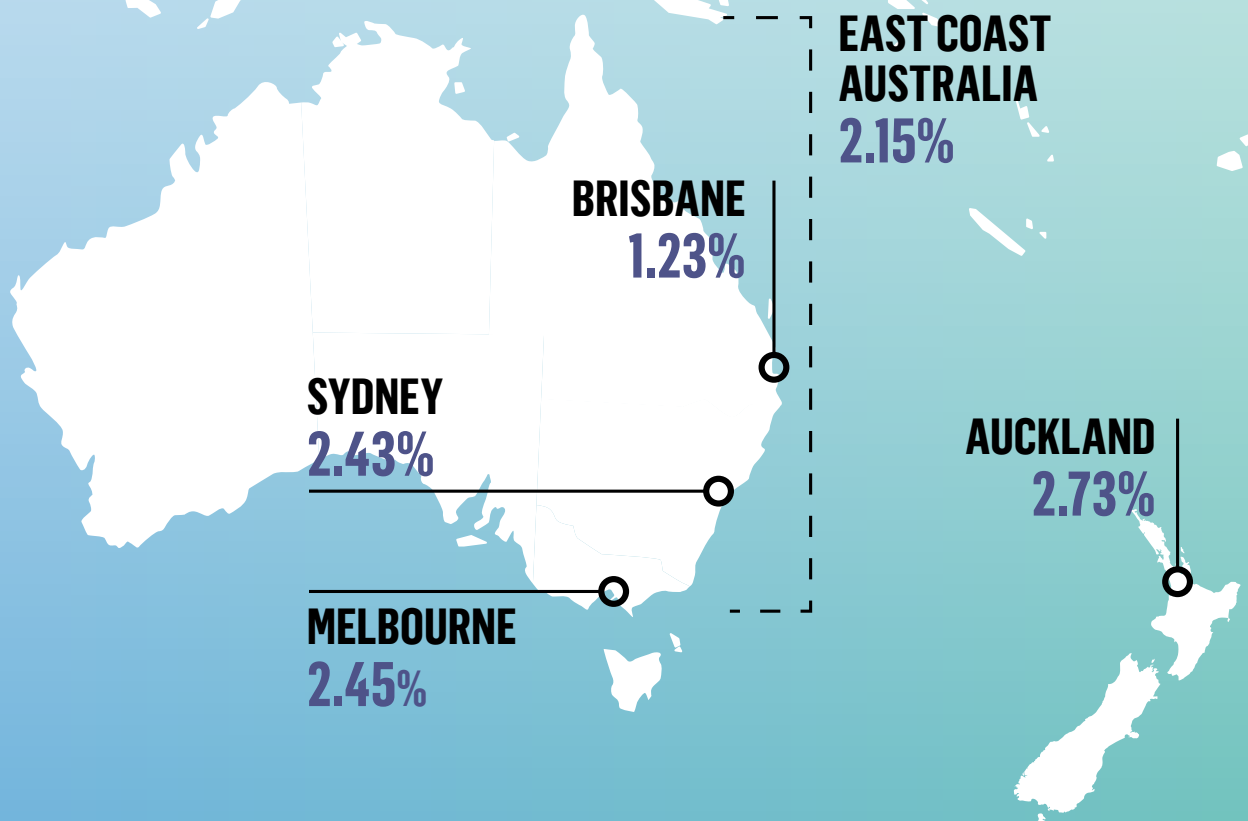 EAST COAST
AUSTRALIA
2.15%
BRISBANE
1.23%
SYDNEY
2.43%
AUCKLAND
2.73%
MELBOURNE
2.45%